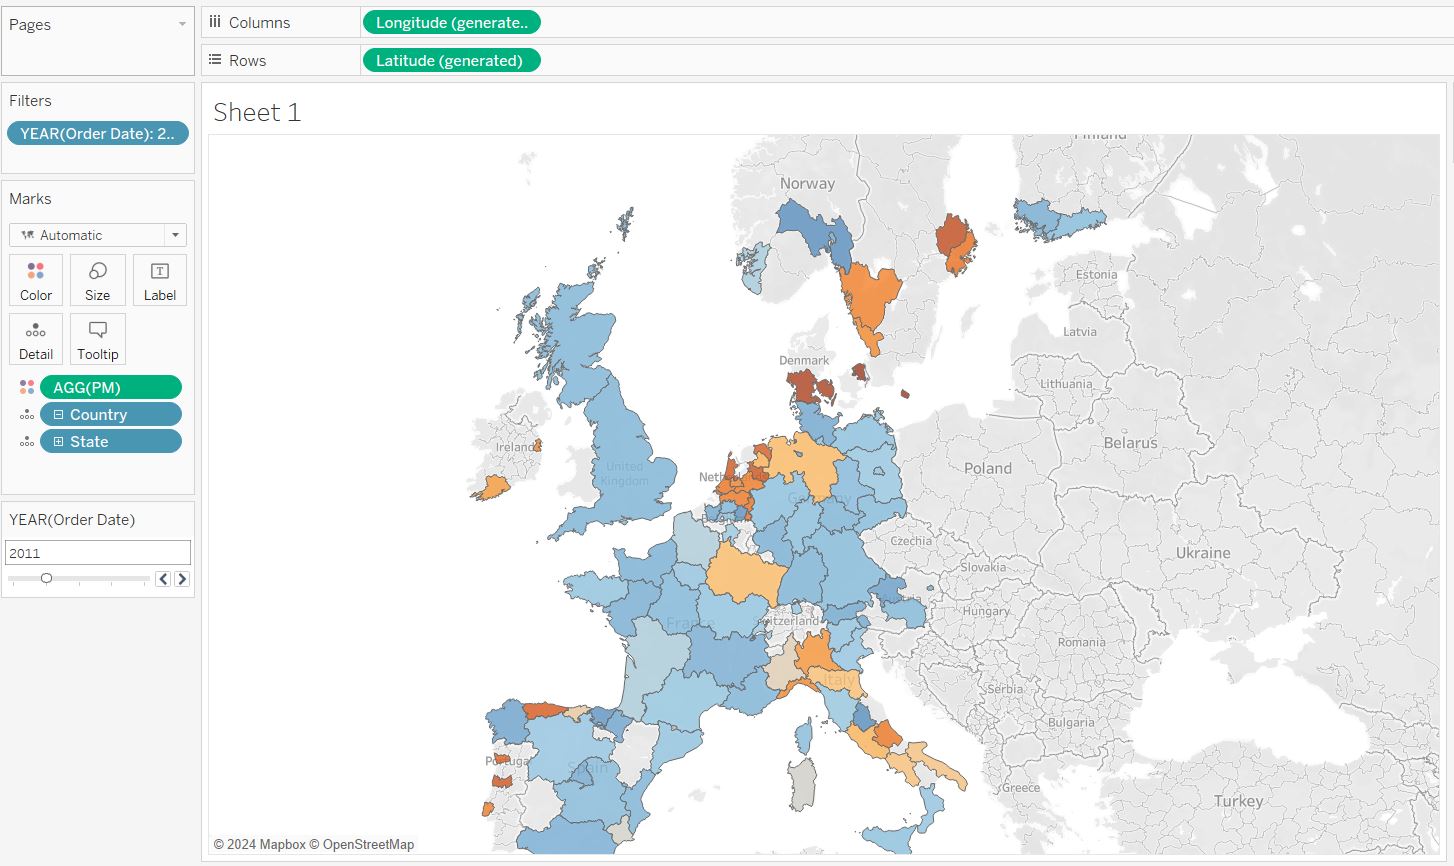 Pages
Columns
Longitude (generate..
Rows
Latitude (generated)
Filters
YEAR(Order Date): 2..
Marks
Automatic
Color
Size
Label
T
Detail
Tooltip
AGG(PM)
Country
State
YEAR(Order Date)
2011
Sheet 1
Finland
Norway
Estonia
Latvia
Denmark
Lithuania
Belarus
Ireland
United
Kingdom
Poland
Germany
Czechia
Ukraine
Slovakia
Austria
Hungary
France
Romania
Italy
Serbia
Bulgaria
Portugal
Spain
Greece
Turkey
© 2024 Mapbox © OpenStreetMap